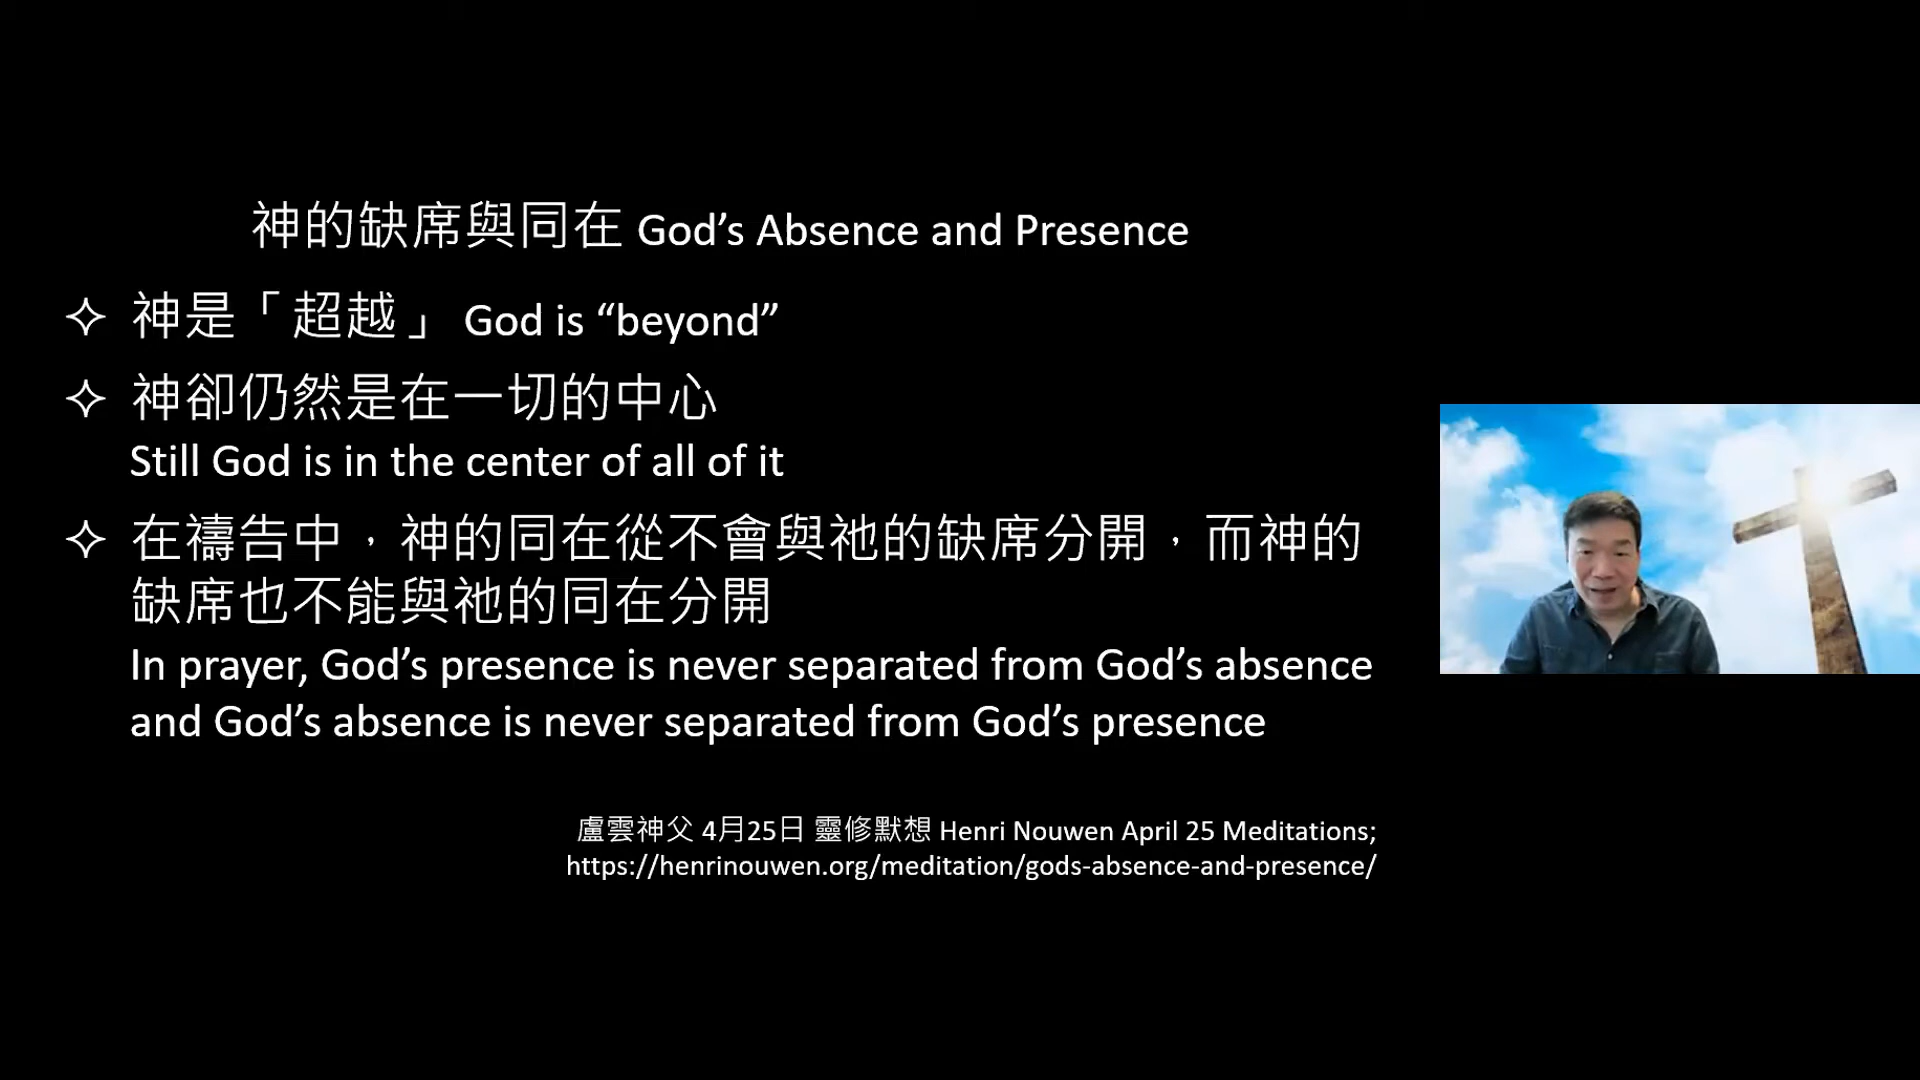 神的缺席與同在 God’s Absence and Presence
✧ 神是「超越」 God is “beyond”
✧ 神卻仍然是在一切的中心
Still God is in the center of all of it
✧ 在禱告中，神的同在從不會與祂的缺席分開，而神的
缺席也不能與祂的同在分開
In prayer, God’s presence is never separated from God’s absence
and God’s absence is never separated from God’s presence
盧雲神父 4月25日 靈修默想 Henri Nouwen April 25 Meditations;
https://henrinouwen.org/meditation/gods-absence-and-presence/